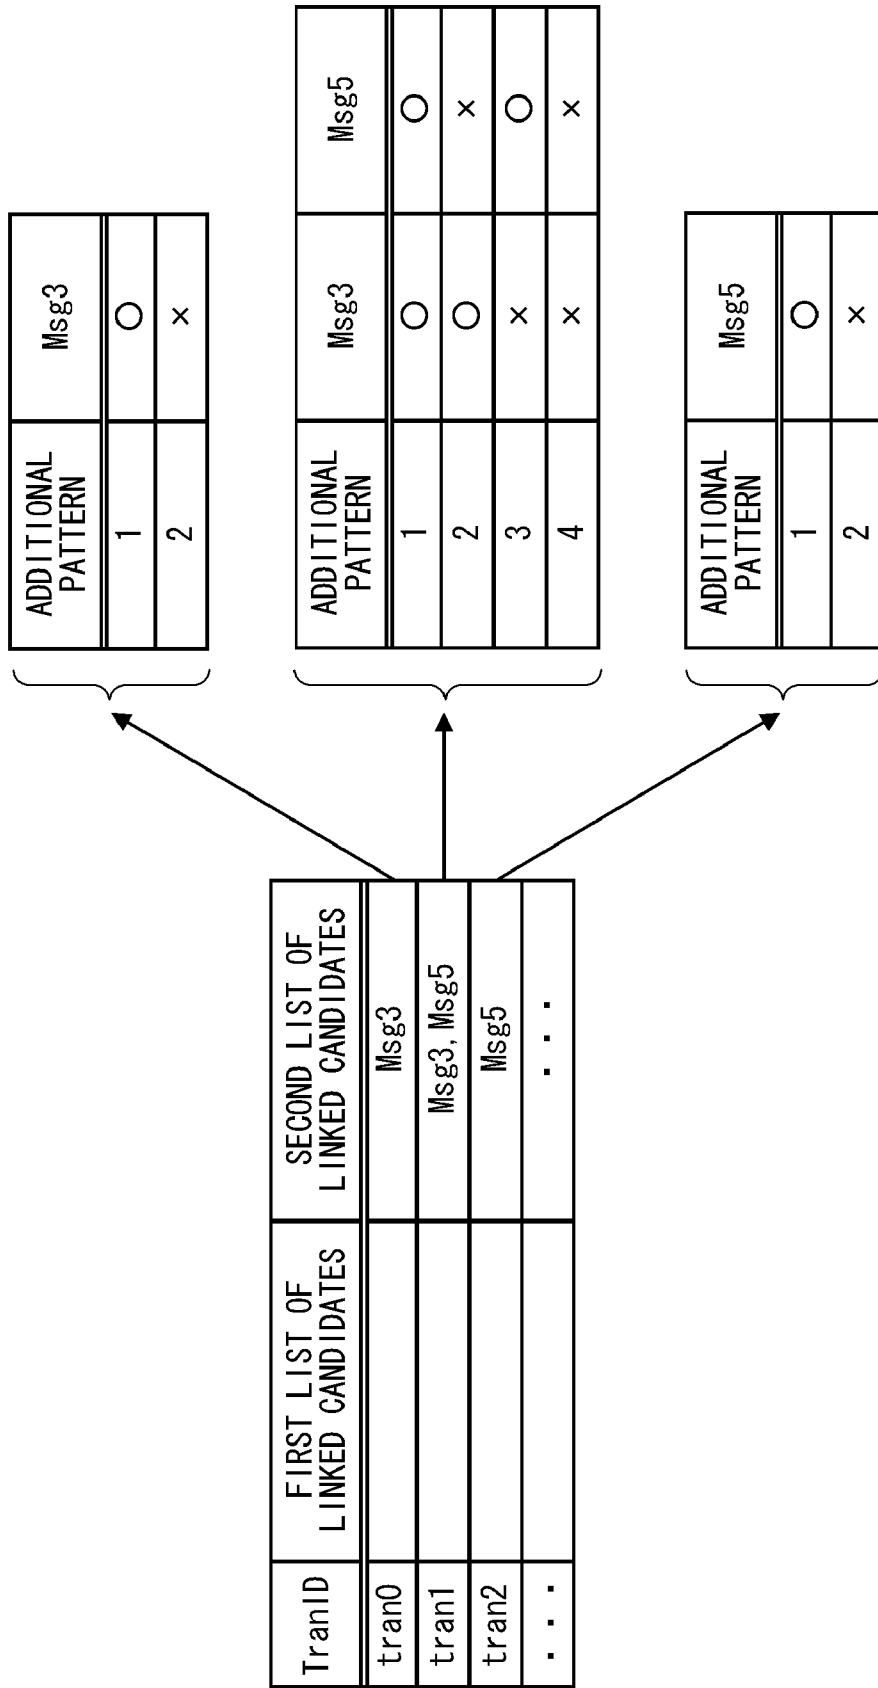 TranID
FIRST LIST OF
LINKED CANDIDATES
SECOND LIST OF
LINKED CANDIDATES
tran0
Msg3
tran1
Msg3, Msg5
tran2
Msg5
...
...
ADDITIONAL
PATTERN
Msg3
1 ○
2 ×
ADDITIONAL
PATTERN
Msg3
Msg5
1 ○ ○
2 ○ ×
3 × ○
4 × ×
ADDITIONAL
PATTERN
Msg5
1 ○
2 ×